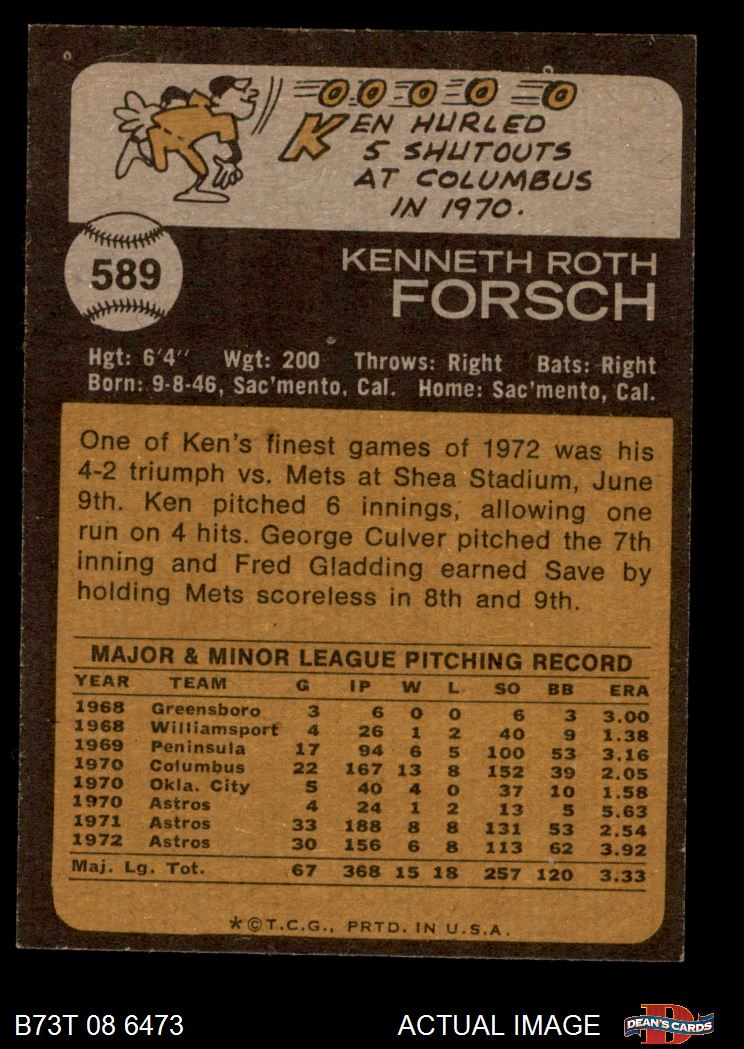 KEN HURLED
5 SHUTOUTS
AT COLUMBUS
IN 1970.
589
KENNETH ROTH
FORSCH
Hgt: 6'4" Wgt: 200 Throws: Right Bats: Right
Born: 9-8-46, Sac'mento, Cal. Home: Sac'mento, Cal.
One of Ken's finest games of 1972 was his
4-2 triumph vs. Mets at Shea Stadium, June
9th. Ken pitched 6 innings, allowing one
run on 4 hits. George Culver pitched the 7th
inning and Fred Gladding earned Save by
holding Mets scoreless in 8th and 9th.
MAJOR & MINOR LEAGUE PITCHING RECORD
YEAR TEAM G IP W L SO BB ERA
1968 Greensboro 3 6 0 0 6 3 3.00
1968 Williamsport 4 26 1 2 40 9 1.38
1969 Peninsula 17 94 6 5 100 53 3.16
1970 Columbus 22 167 13 8 152 39 2.05
1970 Okla. City 5 40 4 0 37 10 1.58
1970 Astros 4 24 1 2 13 5 5.63
1971 Astros 33 188 8 8 131 53 2.54
1972 Astros 30 156 6 8 113 62 3.92
Maj. Lg. Tot. 67 368 15 18 257 120 3.33
*©T.C.G., PRTD. IN U.S.A.
B73T 08 6473 ACTUAL IMAGE
D
DEAN'S CARDS